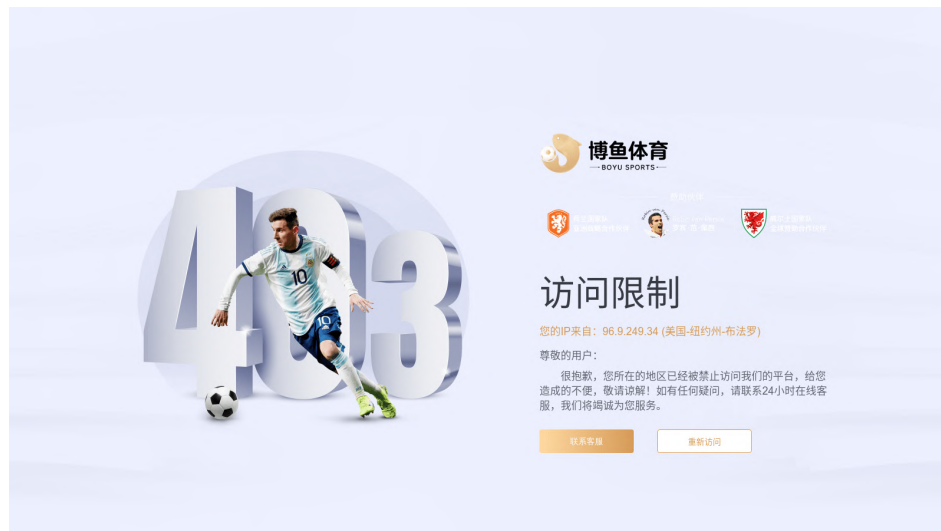 博鱼体育
BOYU SPORTS
403
10
10
访问限制
您的IP来自：96.9.249.34 (美国-纽约州-布法罗)
尊敬的用户：
很抱歉，您所在的地区已经被禁止访问我们的平台，给您
造成的不便，敬请谅解！如有任何疑问，请联系24小时在线客
服，我们将竭诚为您服务。
联系客服
重新访问